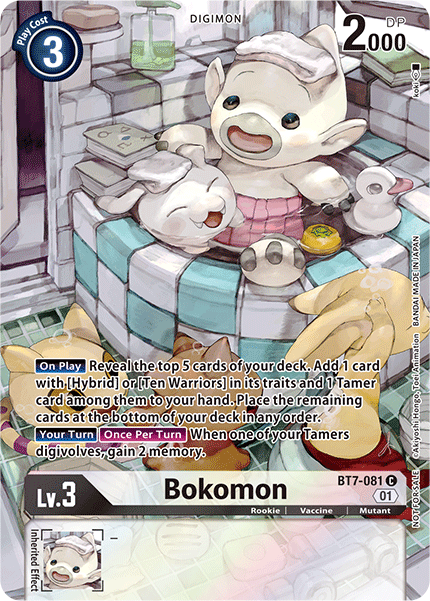 Play Cost
3
DIGIMON
DP
2000
koki
BANDAI MADE IN JAPAN
©Akiyoshi Hongo, Toei Animation
NOT FOR SALE
On Play Reveal the top 5 cards of your deck. Add 1 card
with [Hybrid] or [Ten Warriors] in its traits and 1 Tamer
card among them to your hand. Place the remaining
cards at the bottom of your deck in any order.
Your Turn Once Per Turn When one of your Tamers
digivolves, gain 2 memory.
Lv.3
Bokomon
BT7-081 C
01
Rookie | Vaccine | Mutant
Inherited Effect
–